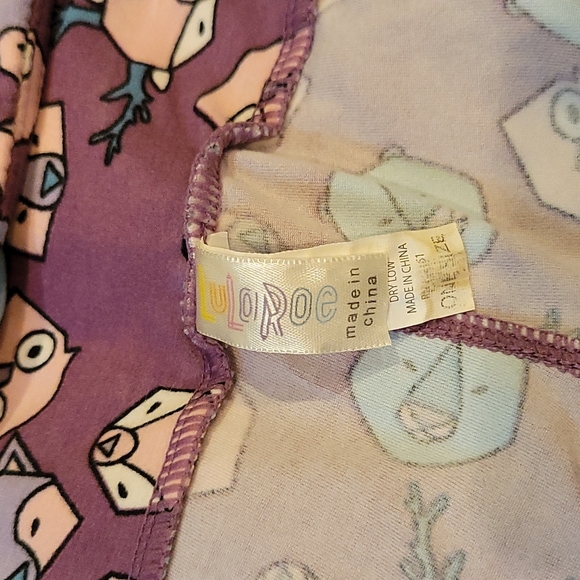 LuLaRoe
made in
china
DRY LOW
MADE IN CHINA
ONE SIZE